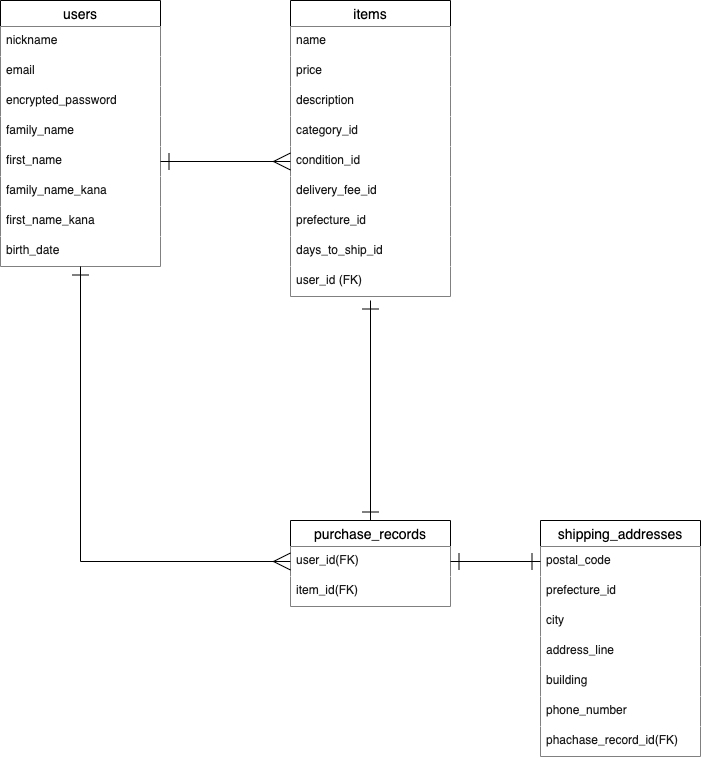 users
nickname
email
encrypted_password
family_name
first_name
family_name_kana
first_name_kana
birth_date
items
name
price
description
category_id
condition_id
delivery_fee_id
prefecture_id
days_to_ship_id
user_id (FK)
purchase_records
user_id(FK)
item_id(FK)
shipping_addresses
postal_code
prefecture_id
city
address_line
building
phone_number
phachase_record_id(FK)